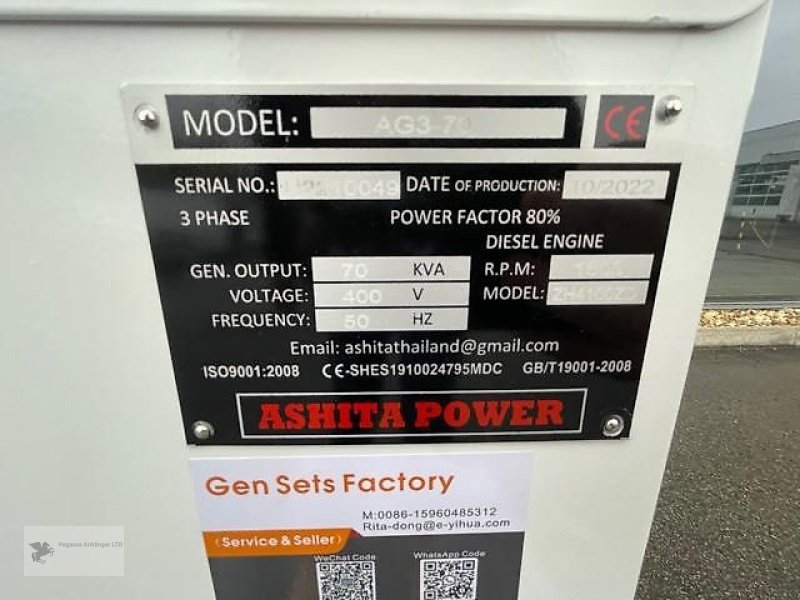 MODEL: AG3-70 CE
SERIAL NO.: DATE OF PRODUCTION: 10/2022
3 PHASE POWER FACTOR 80%
DIESEL ENGINE
GEN. OUTPUT: 70 KVA R.P.M:
VOLTAGE: 400 V MODEL:
FREQUENCY: 50 HZ
Email: ashitathailand@gmail.com
ISO9001:2008 CE-SHES1910024795MDC GB/T19001-2008
ASHITA POWER
Gen Sets Factory
M:0086-15960485312
Rita-dong@e-yihua.com
Service & Seller
WeChat Code WhatsApp Code
Pegasus Anhänger LTD